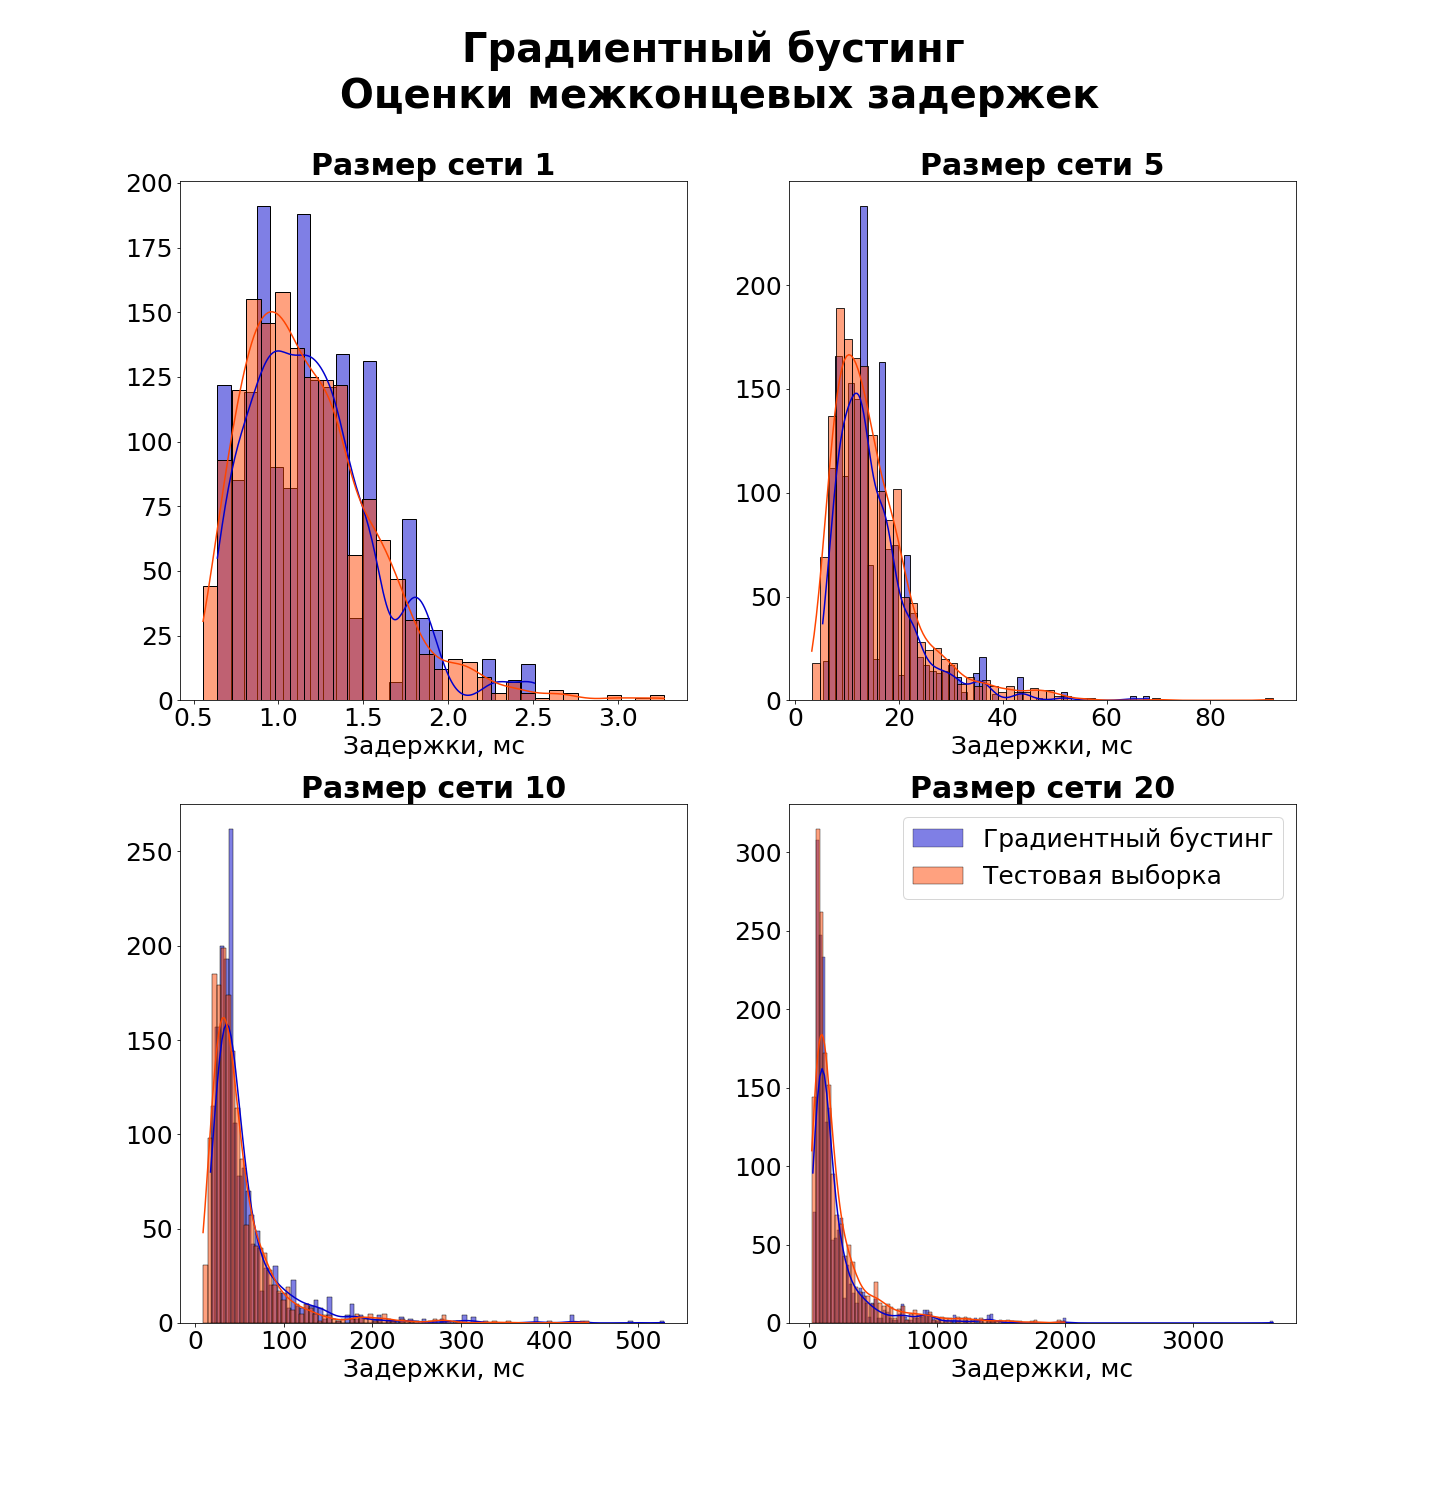 Градиентный бустинг
Оценки межконцевых задержек
Размер сети 1
200
175
150
125
100
75
50
25
0
0.5 1.0 1.5 2.0 2.5 3.0
Задержки, мс
Размер сети 5
200
150
100
50
0
0 20 40 60 80
Задержки, мс
Размер сети 10
250
200
150
100
50
0
0 100 200 300 400 500
Задержки, мс
Размер сети 20
Градиентный бустинг
Тестовая выборка
300
250
200
150
100
50
0
0 1000 2000 3000
Задержки, мс